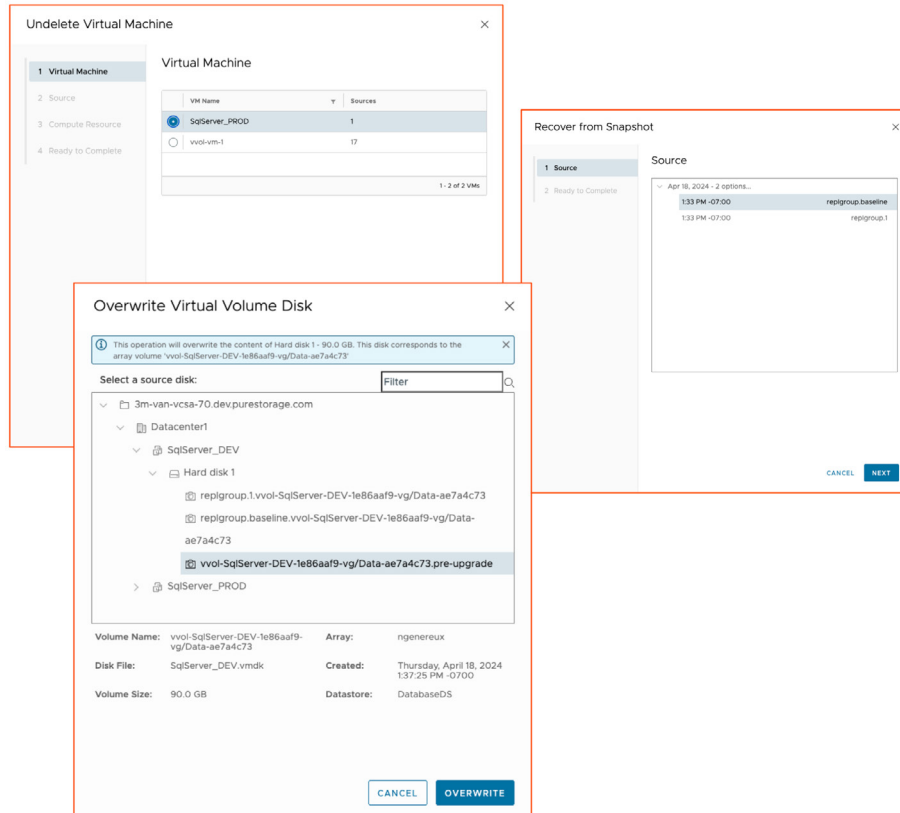 Undelete Virtual Machine
1 Virtual Machine
2 Source
3 Compute Resource
4 Ready to Complete
Virtual Machine
VM Name Sources
SqlServer_PROD 1
vvol-vm-1 17
1 - 2 of 2 VMs
Recover from Snapshot
1 Source
2 Ready to Complete
Source
Apr 18, 2024 - 2 options...
1:33 PM -07:00 replgroup.baseline
1:33 PM -07:00 replgroup.1
CANCEL NEXT
Overwrite Virtual Volume Disk
This operation will overwrite the content of Hard disk 1 - 90.0 GB. This disk corresponds to the
array volume 'vvol-SqlServer-DEV-1e86aaf9-vg/Data-ae7a4c73'
Select a source disk:
Filter
3m-van-vcsa-70.dev.purestorage.com
Datacenter1
SqlServer_DEV
Hard disk 1
replgroup.1.vvol-SqlServer-DEV-1e86aaf9-vg/Data-ae7a4c73
replgroup.baseline.vvol-SqlServer-DEV-1e86aaf9-vg/Data-
ae7a4c73
vvol-SqlServer-DEV-1e86aaf9-vg/Data-ae7a4c73.pre-upgrade
SqlServer_PROD
Volume Name: vvol-SqlServer-DEV-1e86aaf9-
vg/Data-ae7a4c73
Array: ngenereux
Disk File: SqlServer_DEV.vmdk
Created: Thursday, April 18, 2024
1:37:25 PM -0700
Volume Size: 90.0 GB
Datastore: DatabaseDS
CANCEL OVERWRITE